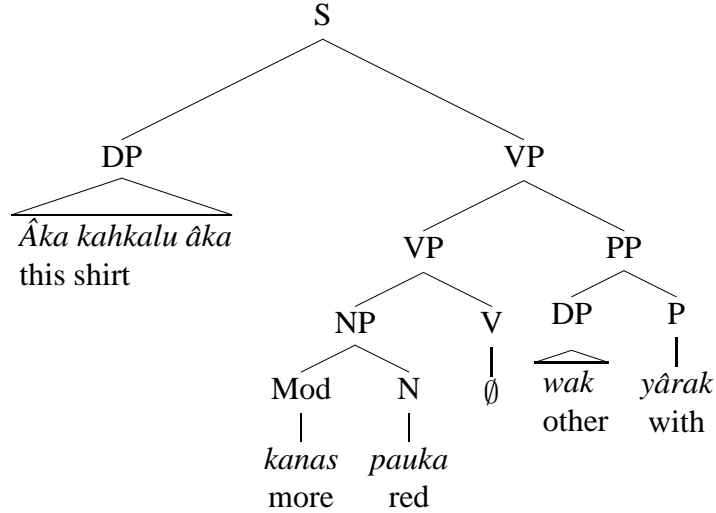 S
DP VP
Âka kahkalu âka
this shirt
VP PP
NP V DP P
Mod N ∅ wak yârak
other with
kanas pauka
more red